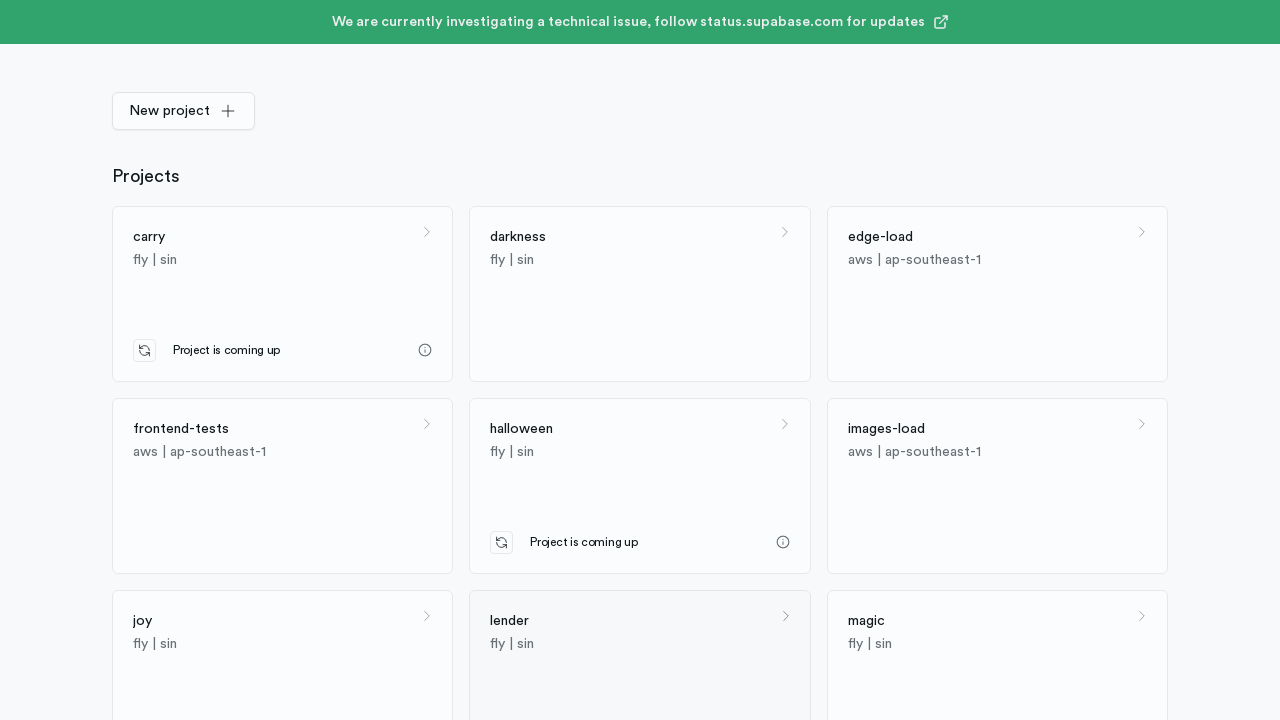 We are currently investigating a technical issue, follow status.supabase.com for updates
New project
Projects
carry
fly | sin
Project is coming up
darkness
fly | sin
edge-load
aws | ap-southeast-1
frontend-tests
aws | ap-southeast-1
halloween
fly | sin
Project is coming up
images-load
aws | ap-southeast-1
joy
fly | sin
lender
fly | sin
magic
fly | sin